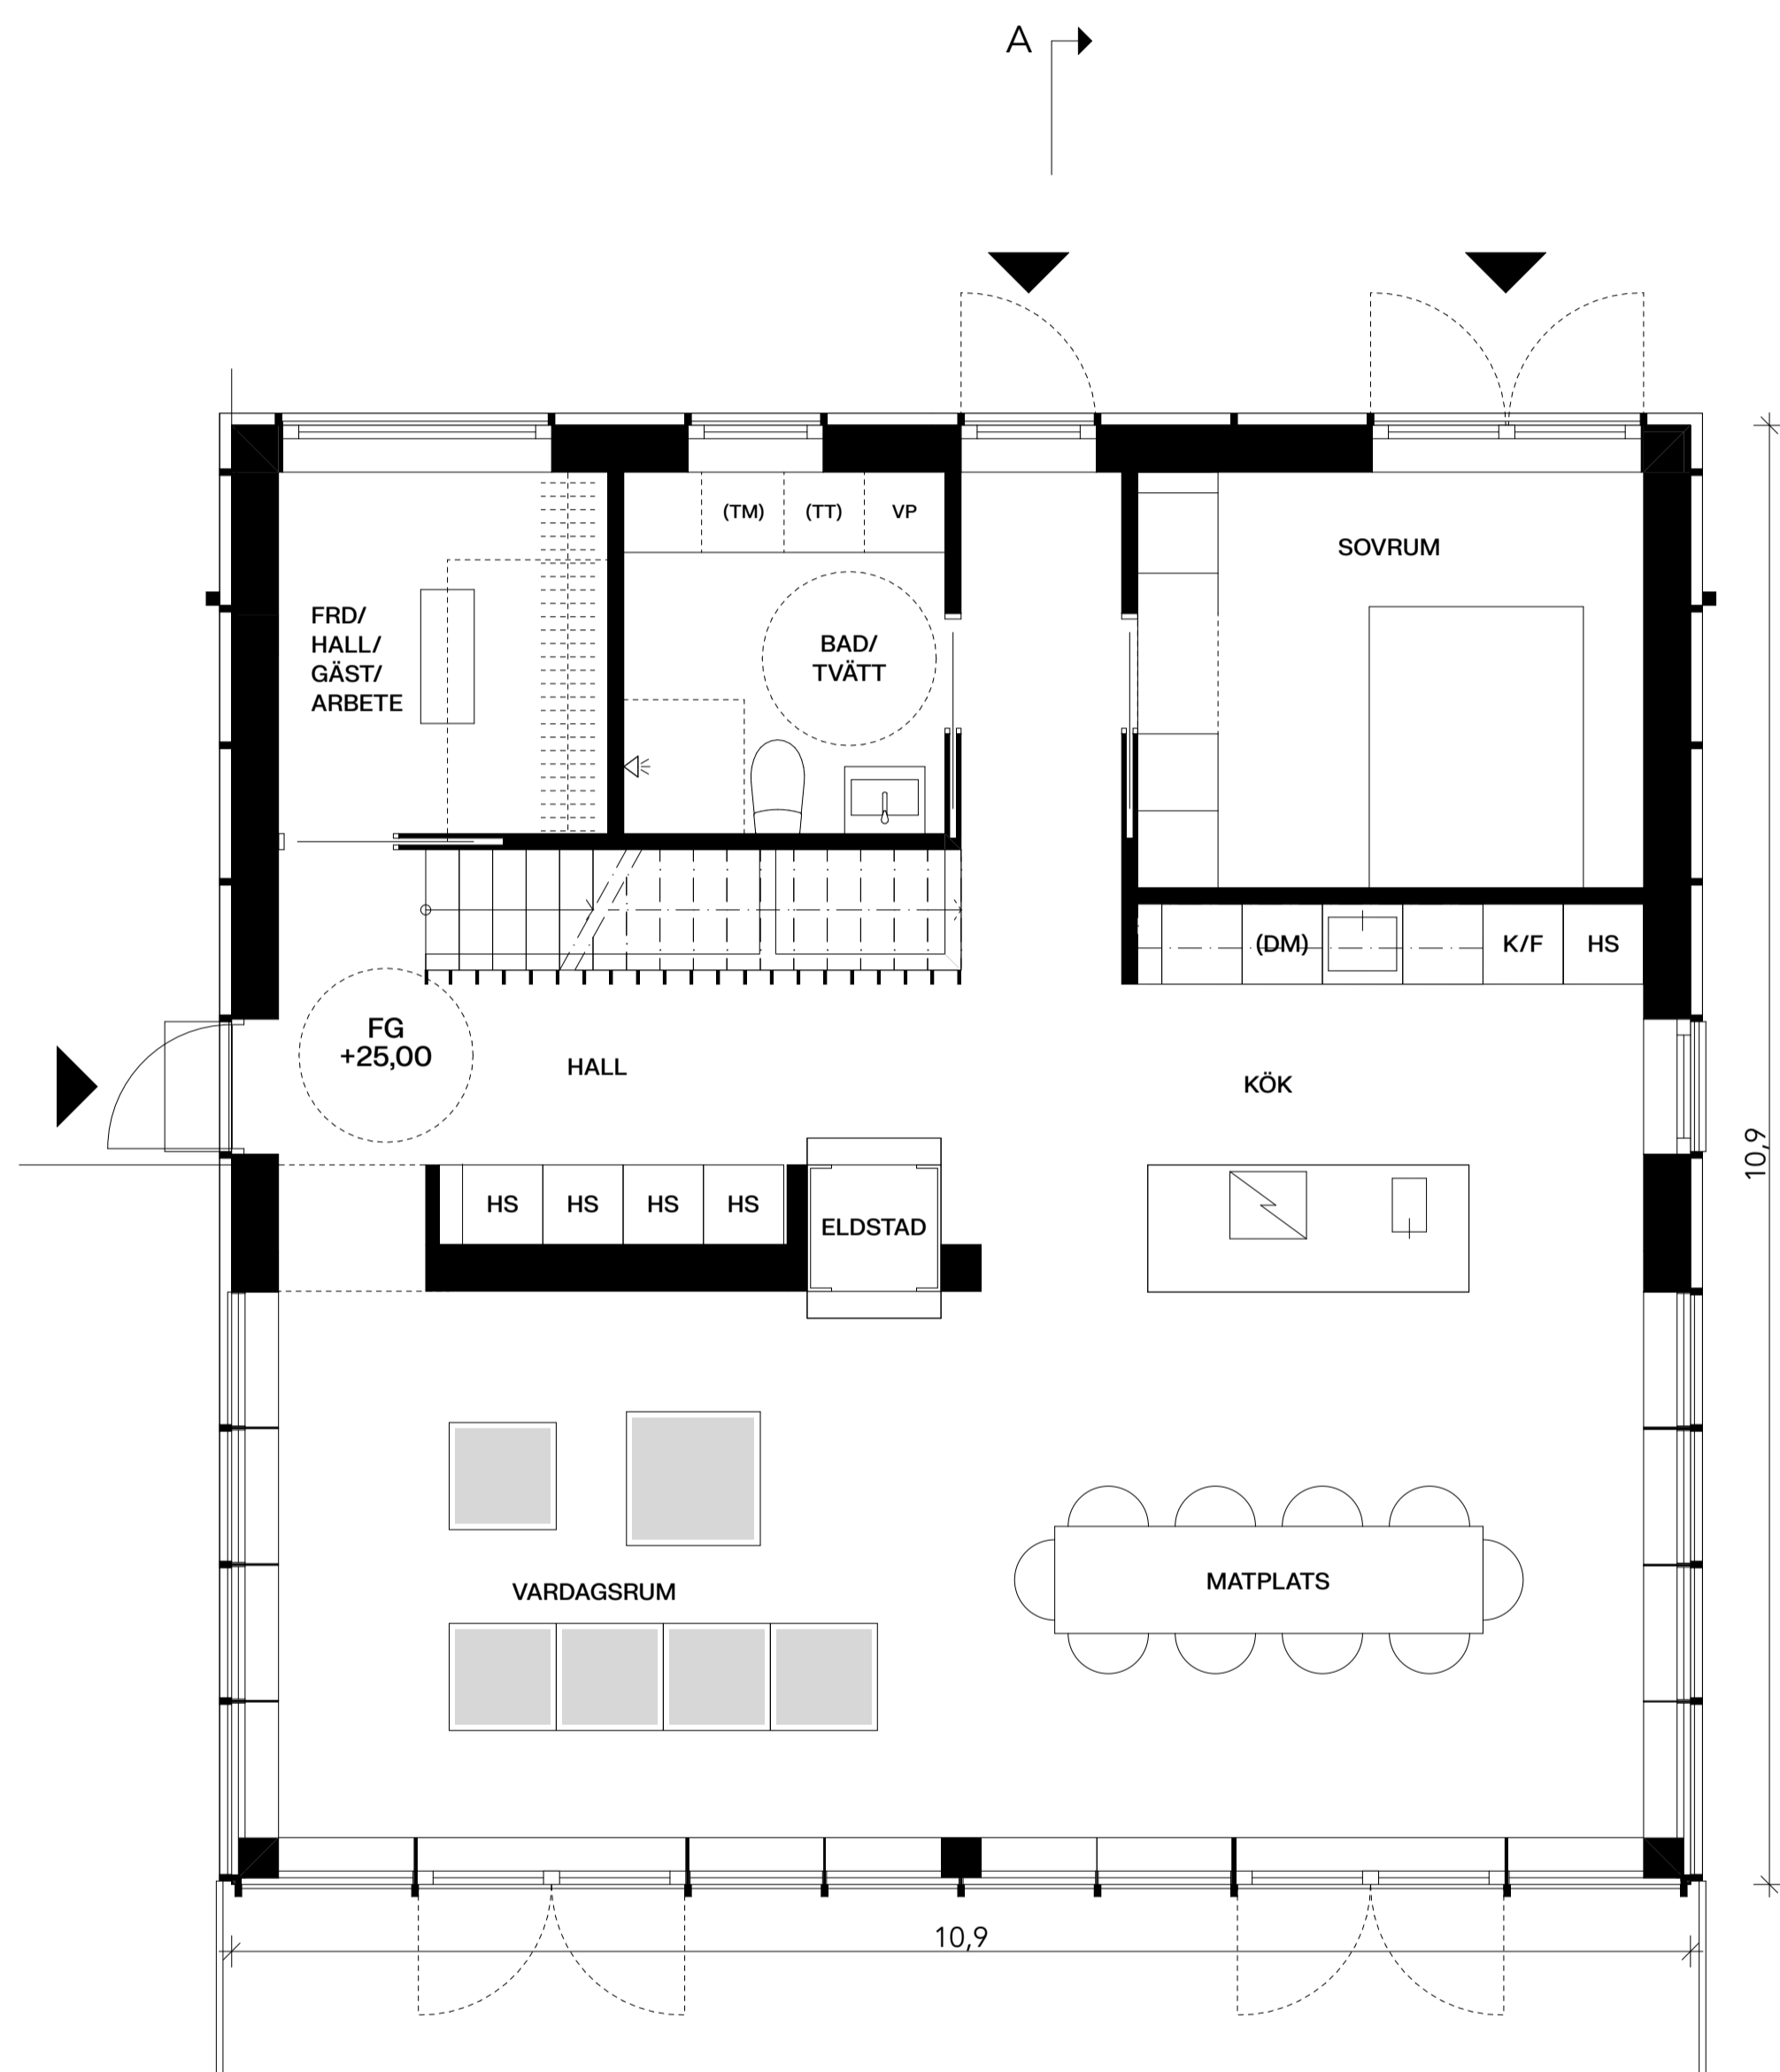 A
(TM)
(TT)
VP
SOVRUM
FRD/
HALL/
GÄST/
ARBETE
BAD/
TVÄTT
(DM)
K/F
HS
FG
+25,00
HALL
KÖK
10,9
HS
HS
HS
HS
ELDSTAD
VARDAGSRUM
MATPLATS
10,9